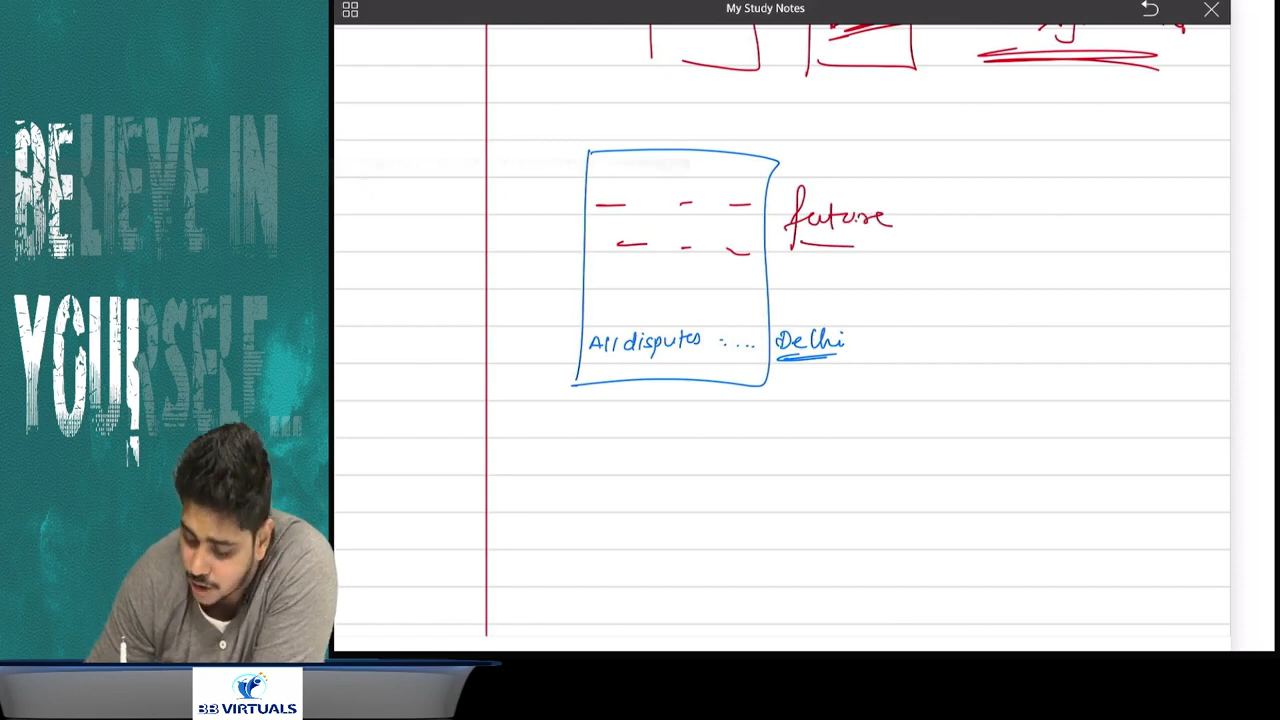 My Study Notes
BELIEVE IN
YOURSELF...
future
All disputes ..... Delhi
BB VIRTUALS